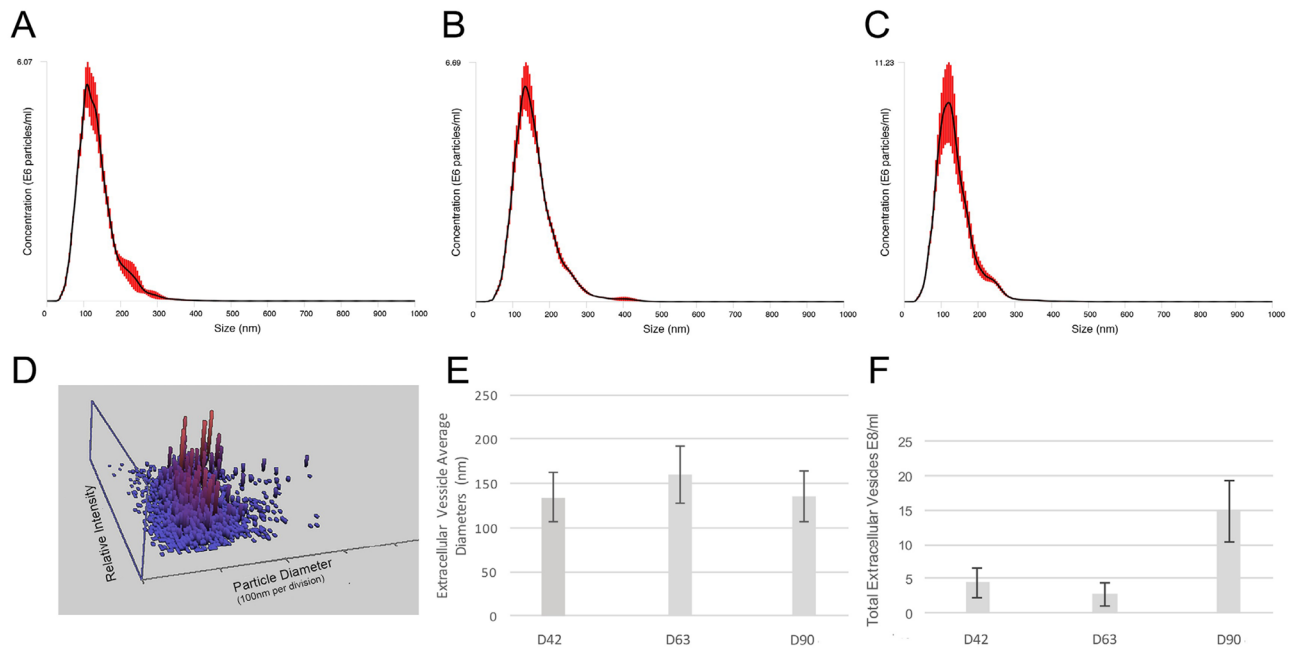 A
6.07
Concentration (E6 particles/ml)
0 100 200 300 400 500 600 700 800 900 1000
Size (nm)
B
6.69
Concentration (E6 particles/ml)
0 100 200 300 400 500 600 700 800 900 1000
Size (nm)
C
11.23
Concentration (E6 particles/ml)
0 100 200 300 400 500 600 700 800 900 1000
Size (nm)
D
Relative Intensity
Particle Diameter
(100nm per division)
E
Extracellular Vessicle Average
Diameters (nm)
250
200
150
100
50
0
D42 D63 D90
F
Total Extracellular Vesicles E8/ml
25
20
15
10
5
0
D42 D63 D90